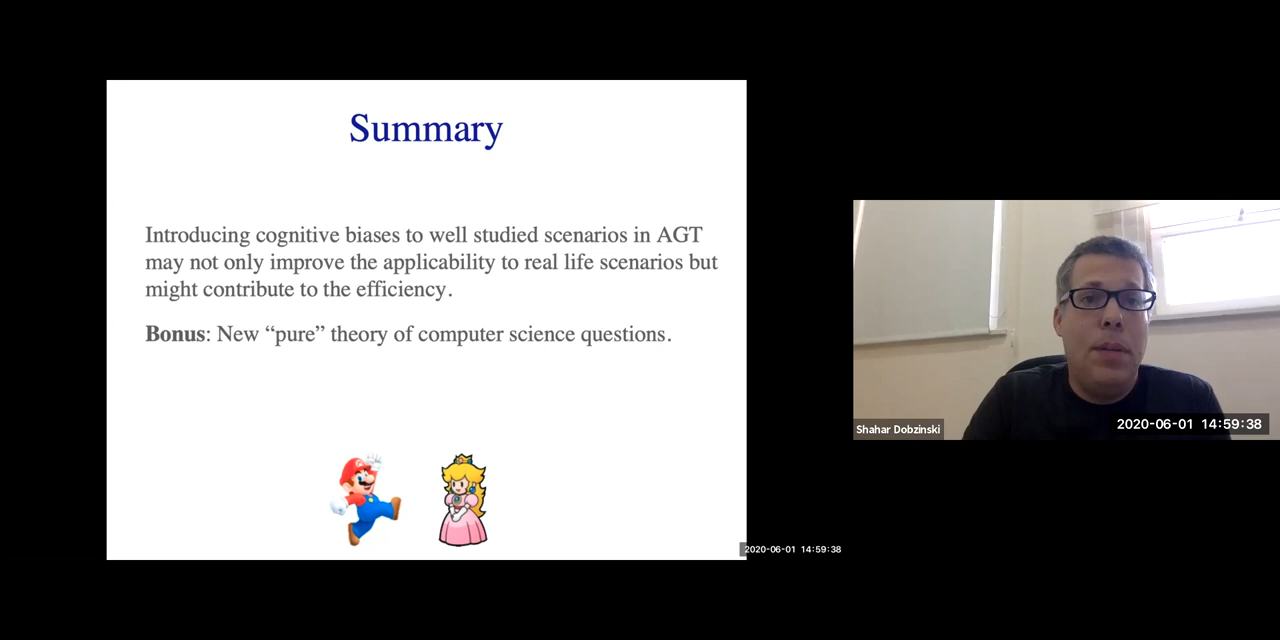 Summary
Introducing cognitive biases to well studied scenarios in AGT
may not only improve the applicability to real life scenarios but
might contribute to the efficiency.
Bonus: New “pure” theory of computer science questions.
Shahar Dobzinski
2020-06-01 14:59:38
2020-06-01 14:59:38